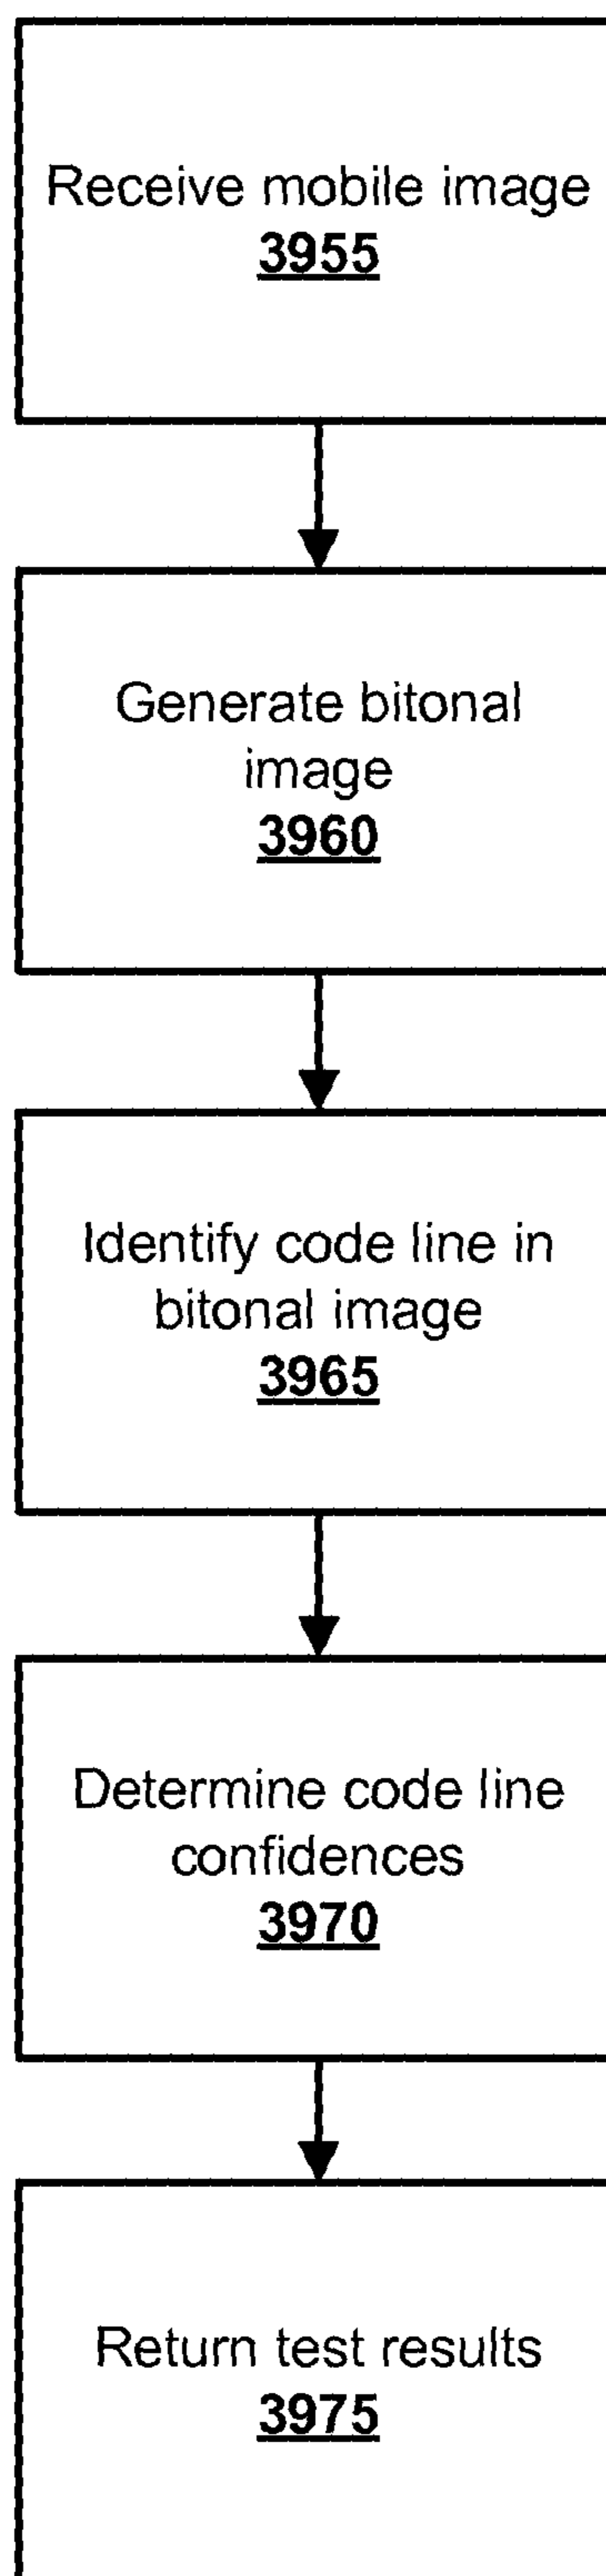 Receive mobile image
3955
Generate bitonal
image
3960
Identify code line in
bitonal image
3965
Determine code line
confidences
3970
Return test results
3975